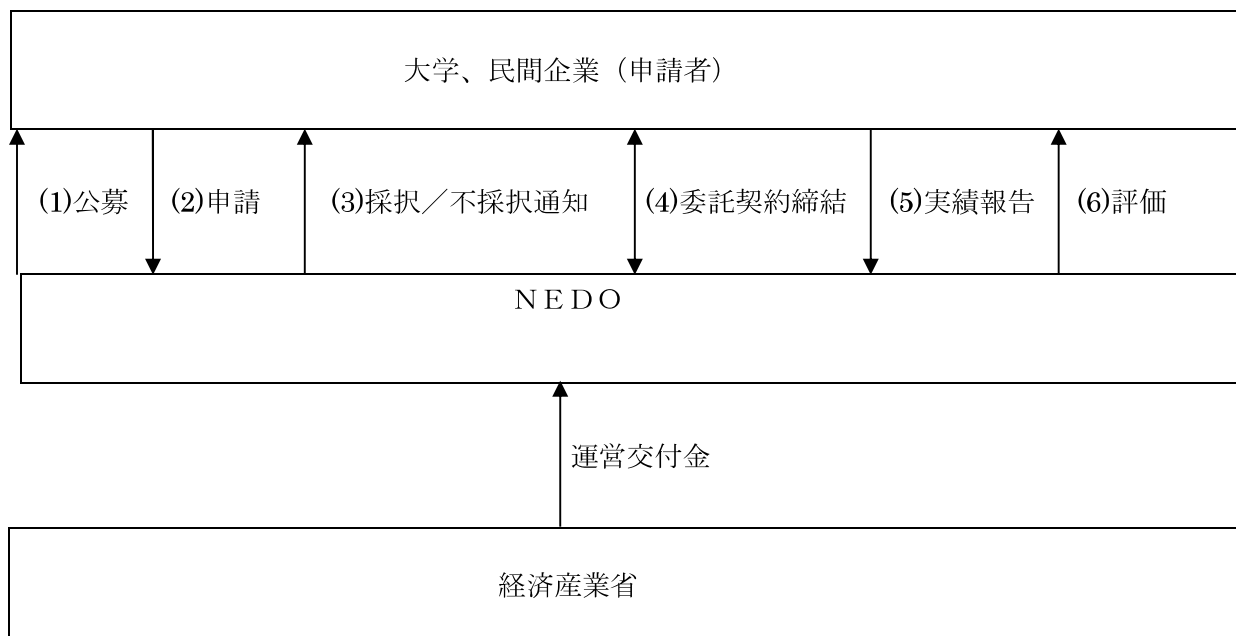 大学、民間企業（申請者）
(1)公募 (2)申請 (3)採択／不採択通知 (4)委託契約締結 (5)実績報告 (6)評価
ＮＥＤＯ
運営交付金
経済産業省